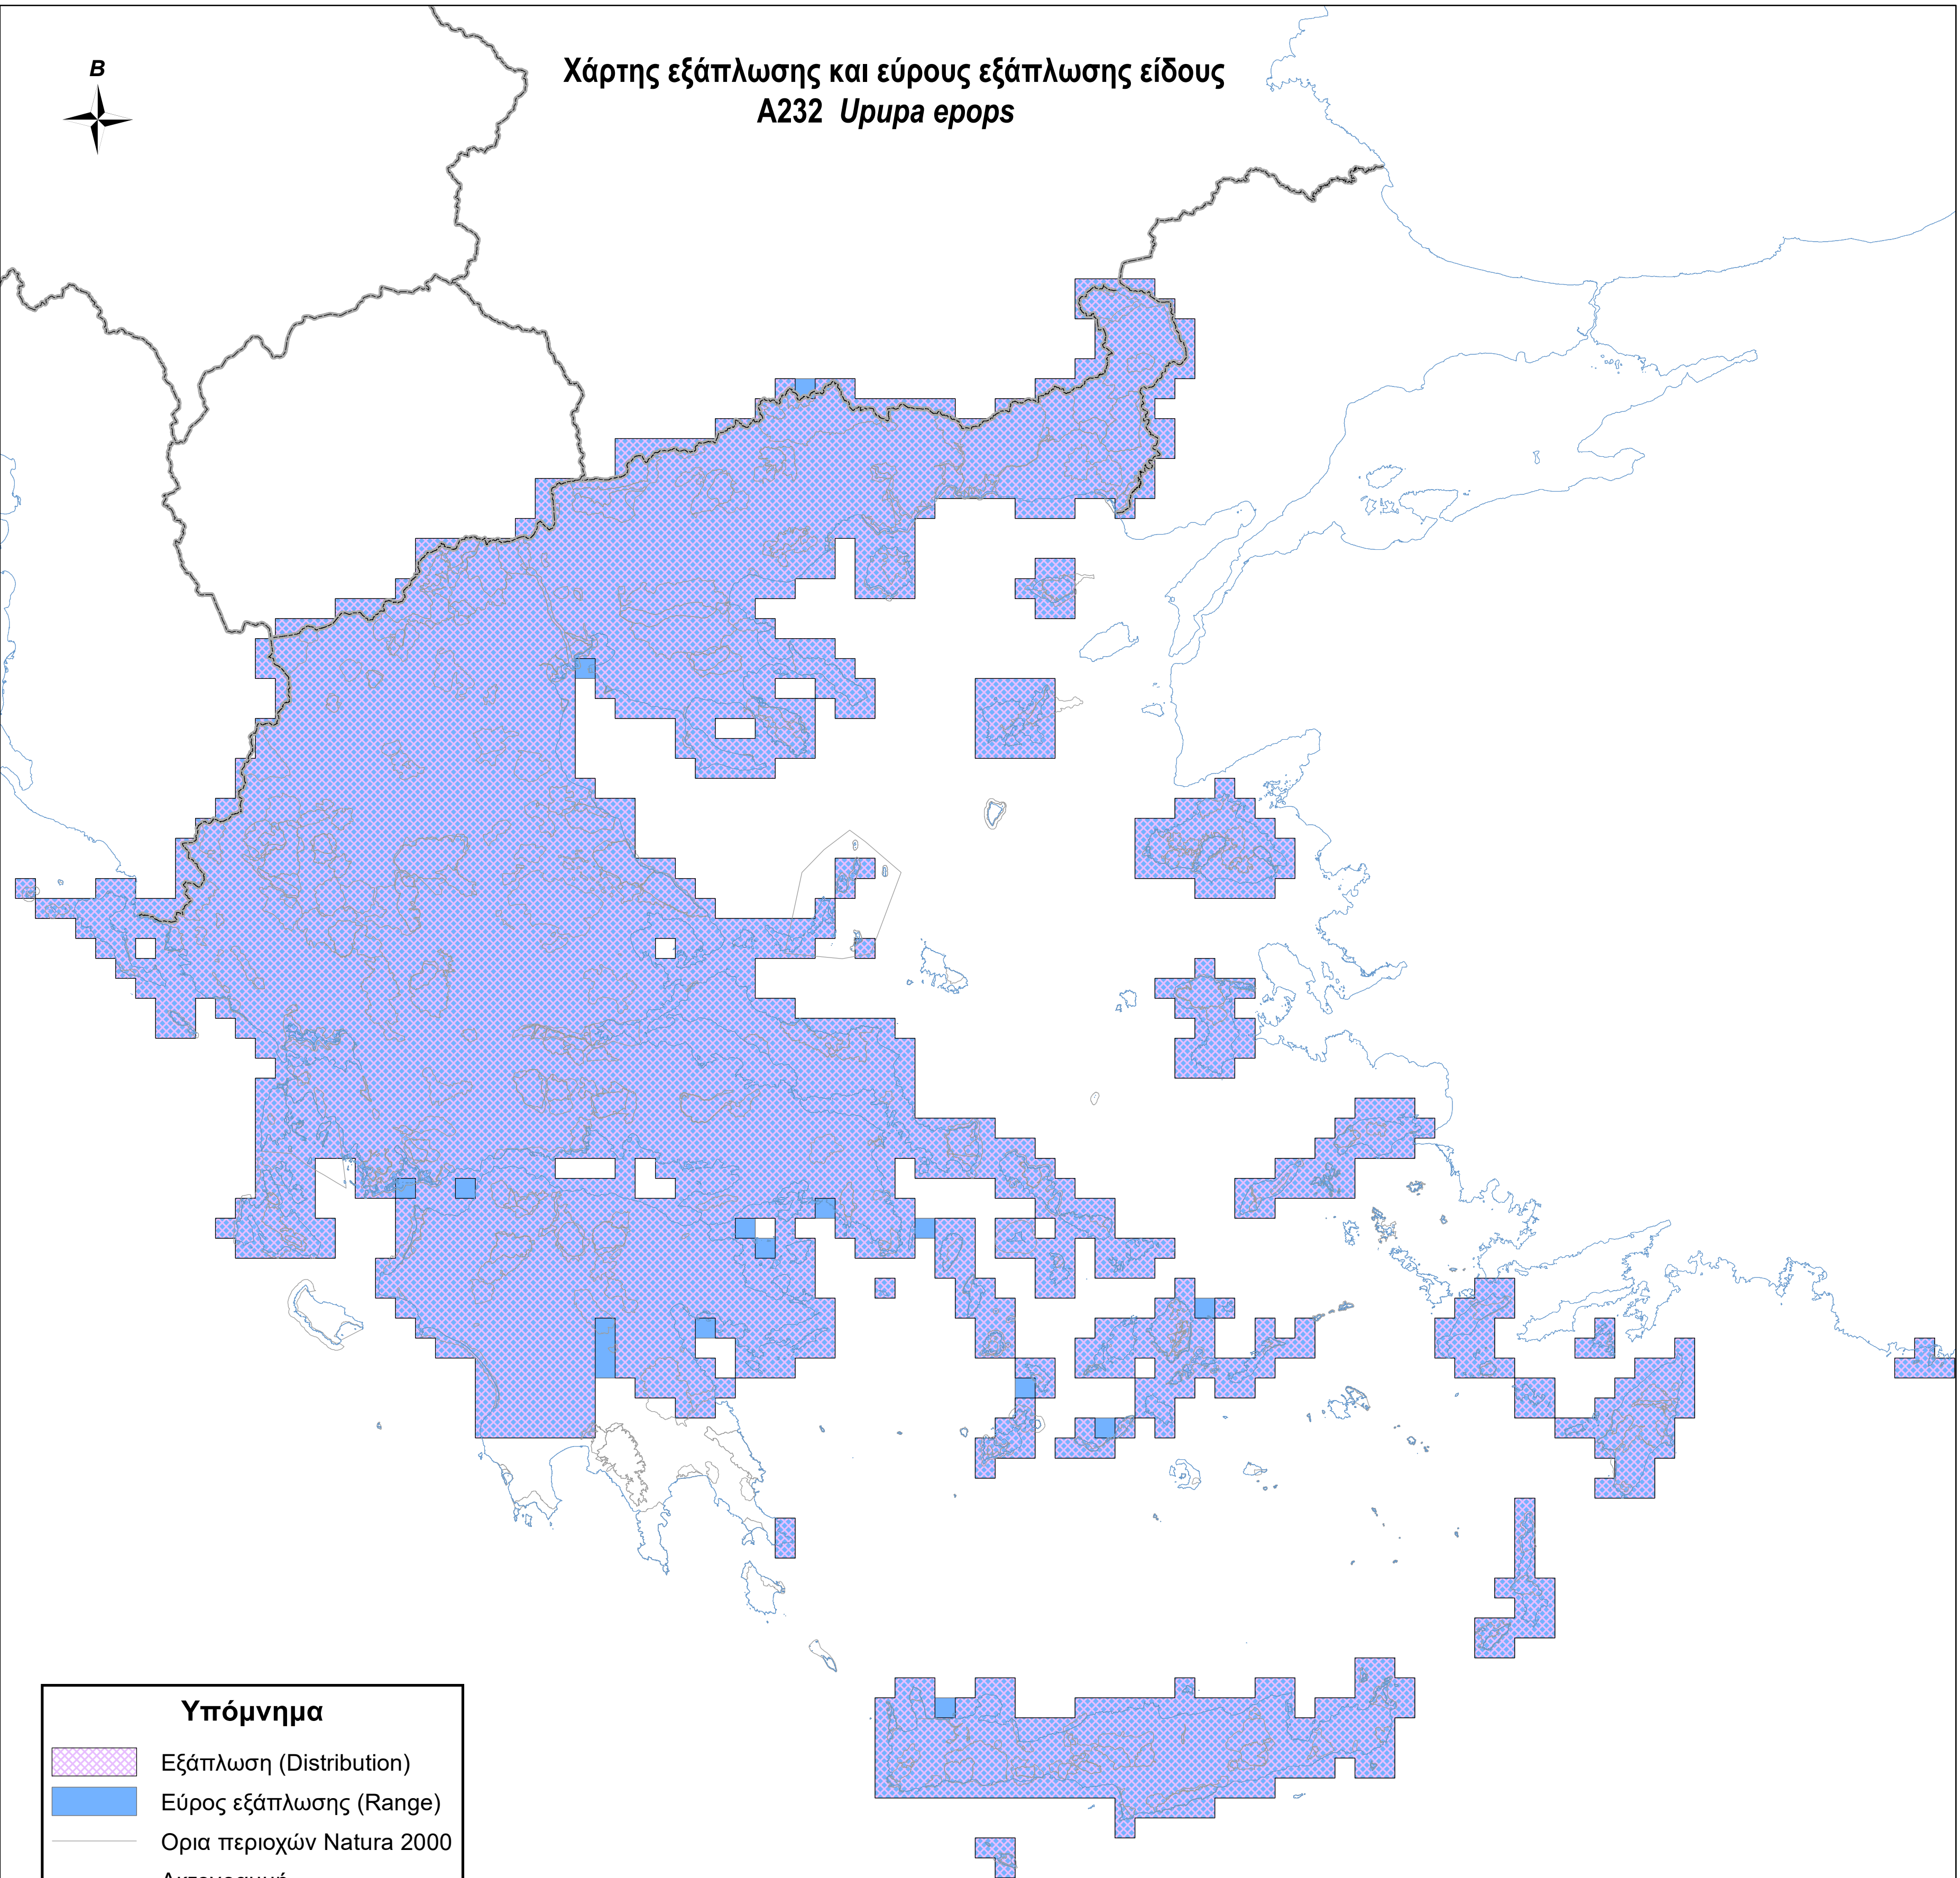 B
Χάρτης εξάπλωσης και εύρους εξάπλωσης είδους
A232 Upupa epops
Υπόμνημα
Εξάπλωση (Distribution)
Εύρος εξάπλωσης (Range)
Ορια περιοχών Natura 2000